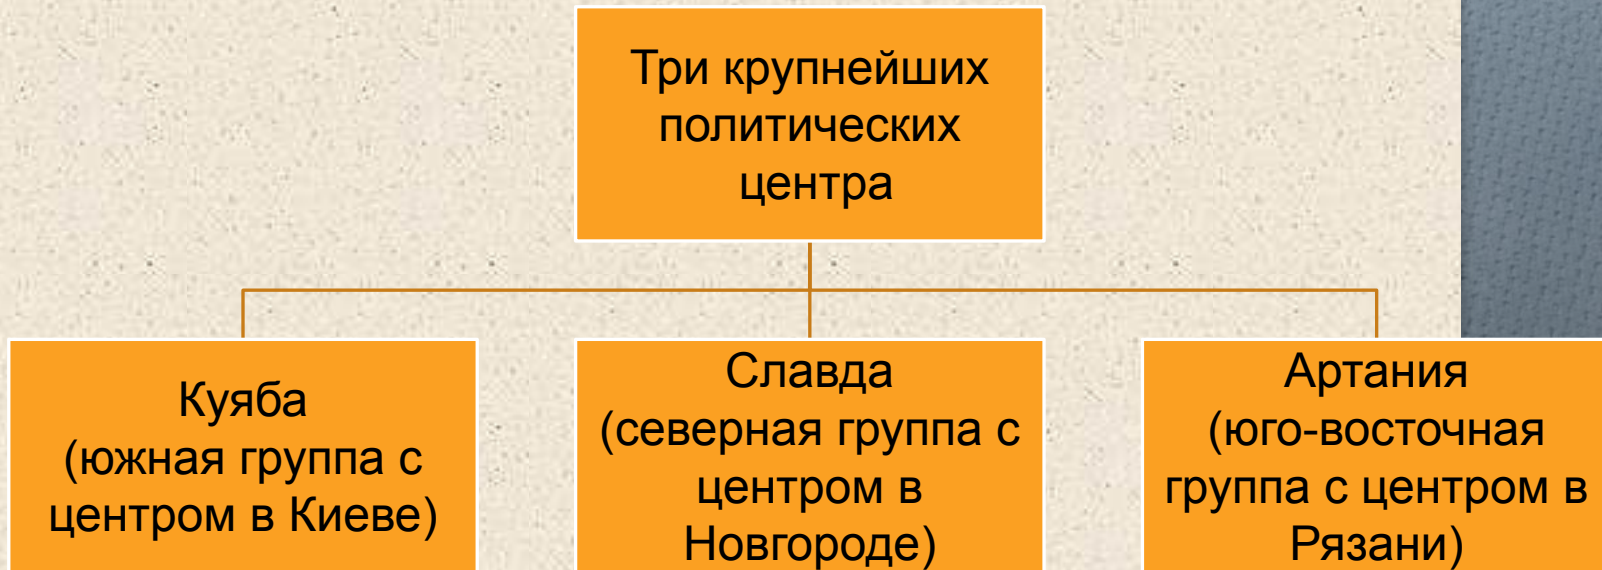 Три крупнейших
политических
центра
Куяба
(южная группа с
центром в Киеве)
Славда
(северная группа с
центром в
Новгороде)
Артания
(юго-восточная
группа с центром в
Рязани)